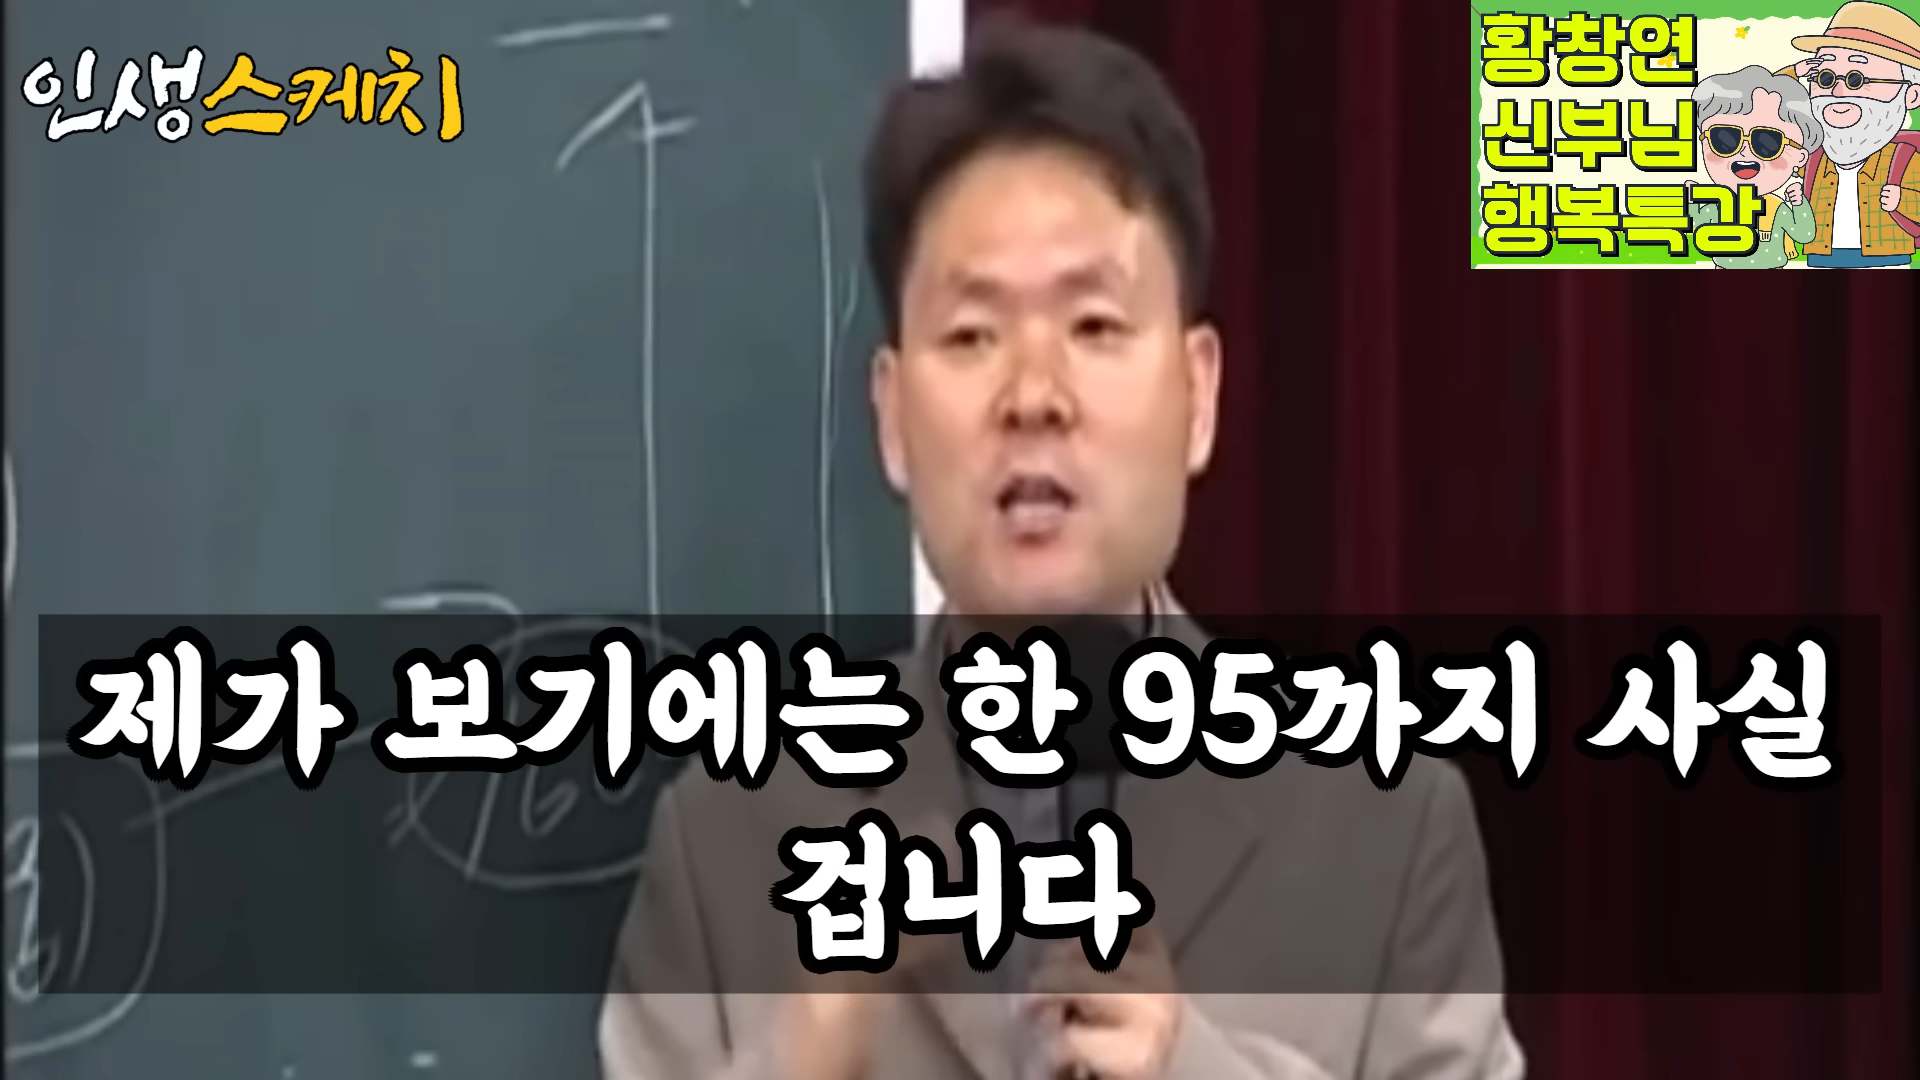 인생스케치
황창연
신부님
행복특강
제가 보기에는 한 95까지 사실
겁니다